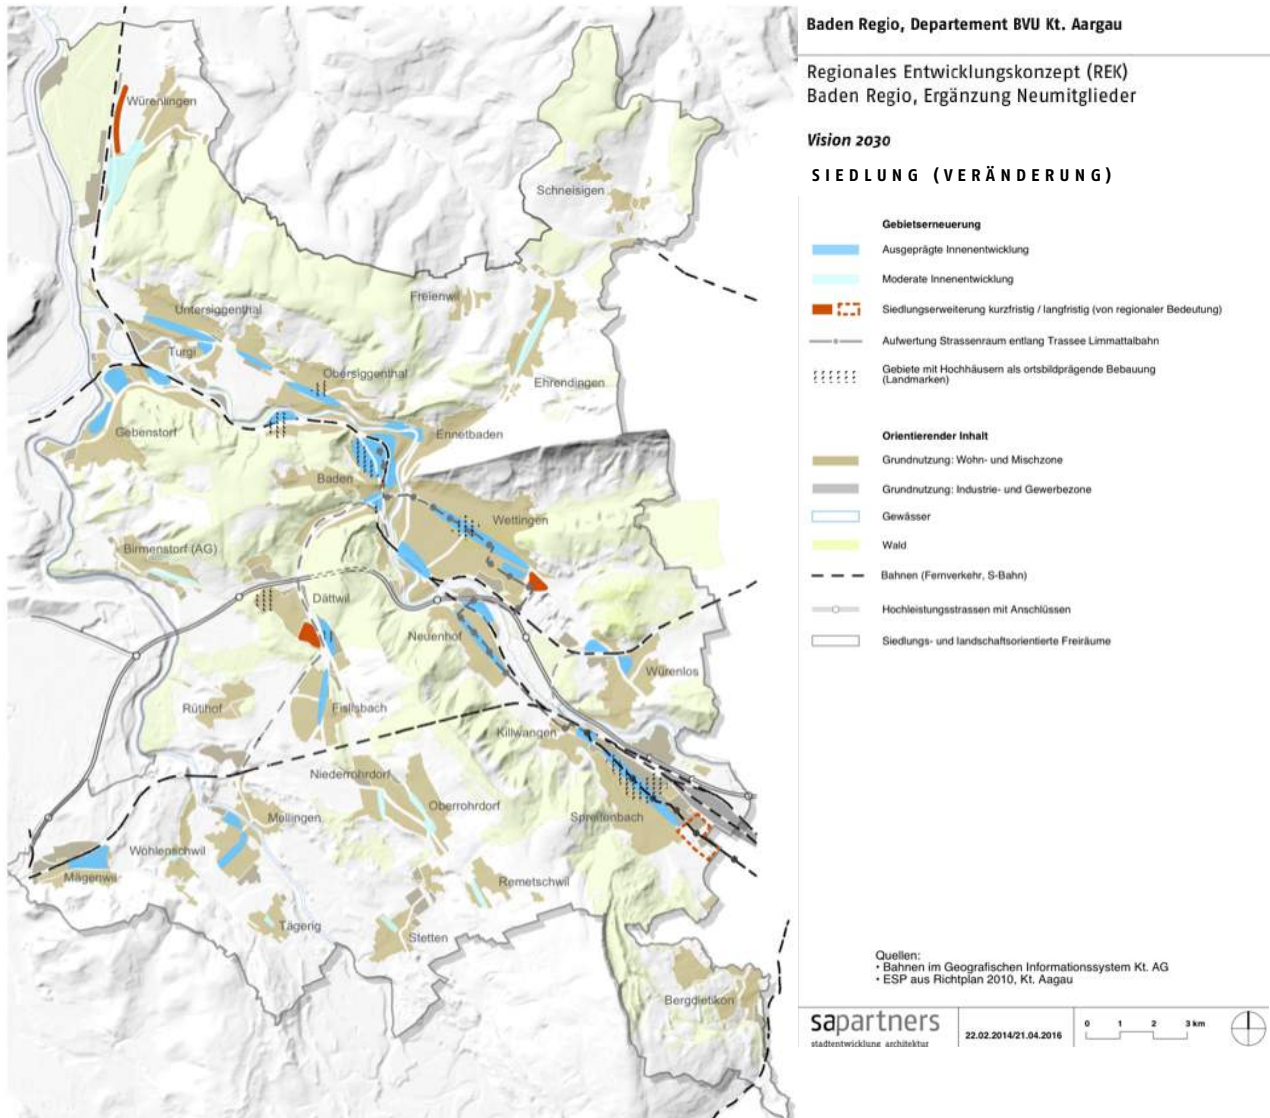 Baden Regio, Departement BVU Kt. Aargau
Regionales Entwicklungskonzept (REK)
Baden Regio, Ergänzung Neumitglieder
Vision 2030
SIEDLUNG (VERÄNDERUNG)
Gebietserneuerung
Ausgeprägte Innenentwicklung
Moderate Innenentwicklung
Siedlungserweiterung kurzfristig / langfristig (von regionaler Bedeutung)
Aufwertung Strassenraum entlang Trassee Limmattalbahn
Gebiete mit Hochhäusern als ortsbildprägende Bebauung
(Landmarken)
Orientierender Inhalt
Grundnutzung: Wohn- und Mischzone
Grundnutzung: Industrie- und Gewerbezone
Gewässer
Wald
Bahnen (Fernverkehr, S-Bahn)
Hochleistungsstrassen mit Anschlüssen
Siedlungs- und landschaftsorientierte Freiräume
Würenlingen
Schneisigen
Freienwil
Untersiggenthal
Turgi
Obersiggenthal
Ehrendingen
Gebenstorf
Ennetbaden
Baden
Wettingen
Birmenstorf (AG)
Dättwil
Neuenhof
Würenlos
Rütihof
Fislisbach
Killwangen
Niederrohrdorf
Oberrohrdorf
Mellingen
Spreitenbach
Wohlenschwil
Mägenwil
Remetschwil
Tägerig
Stetten
Bergdietikon
Quellen:
• Bahnen im Geografischen Informationssystem Kt. AG
• ESP aus Richtplan 2010, Kt. Aagau
sapartners
stadtentwicklung architektur
22.02.2014/21.04.2016
0 1 2 3 km